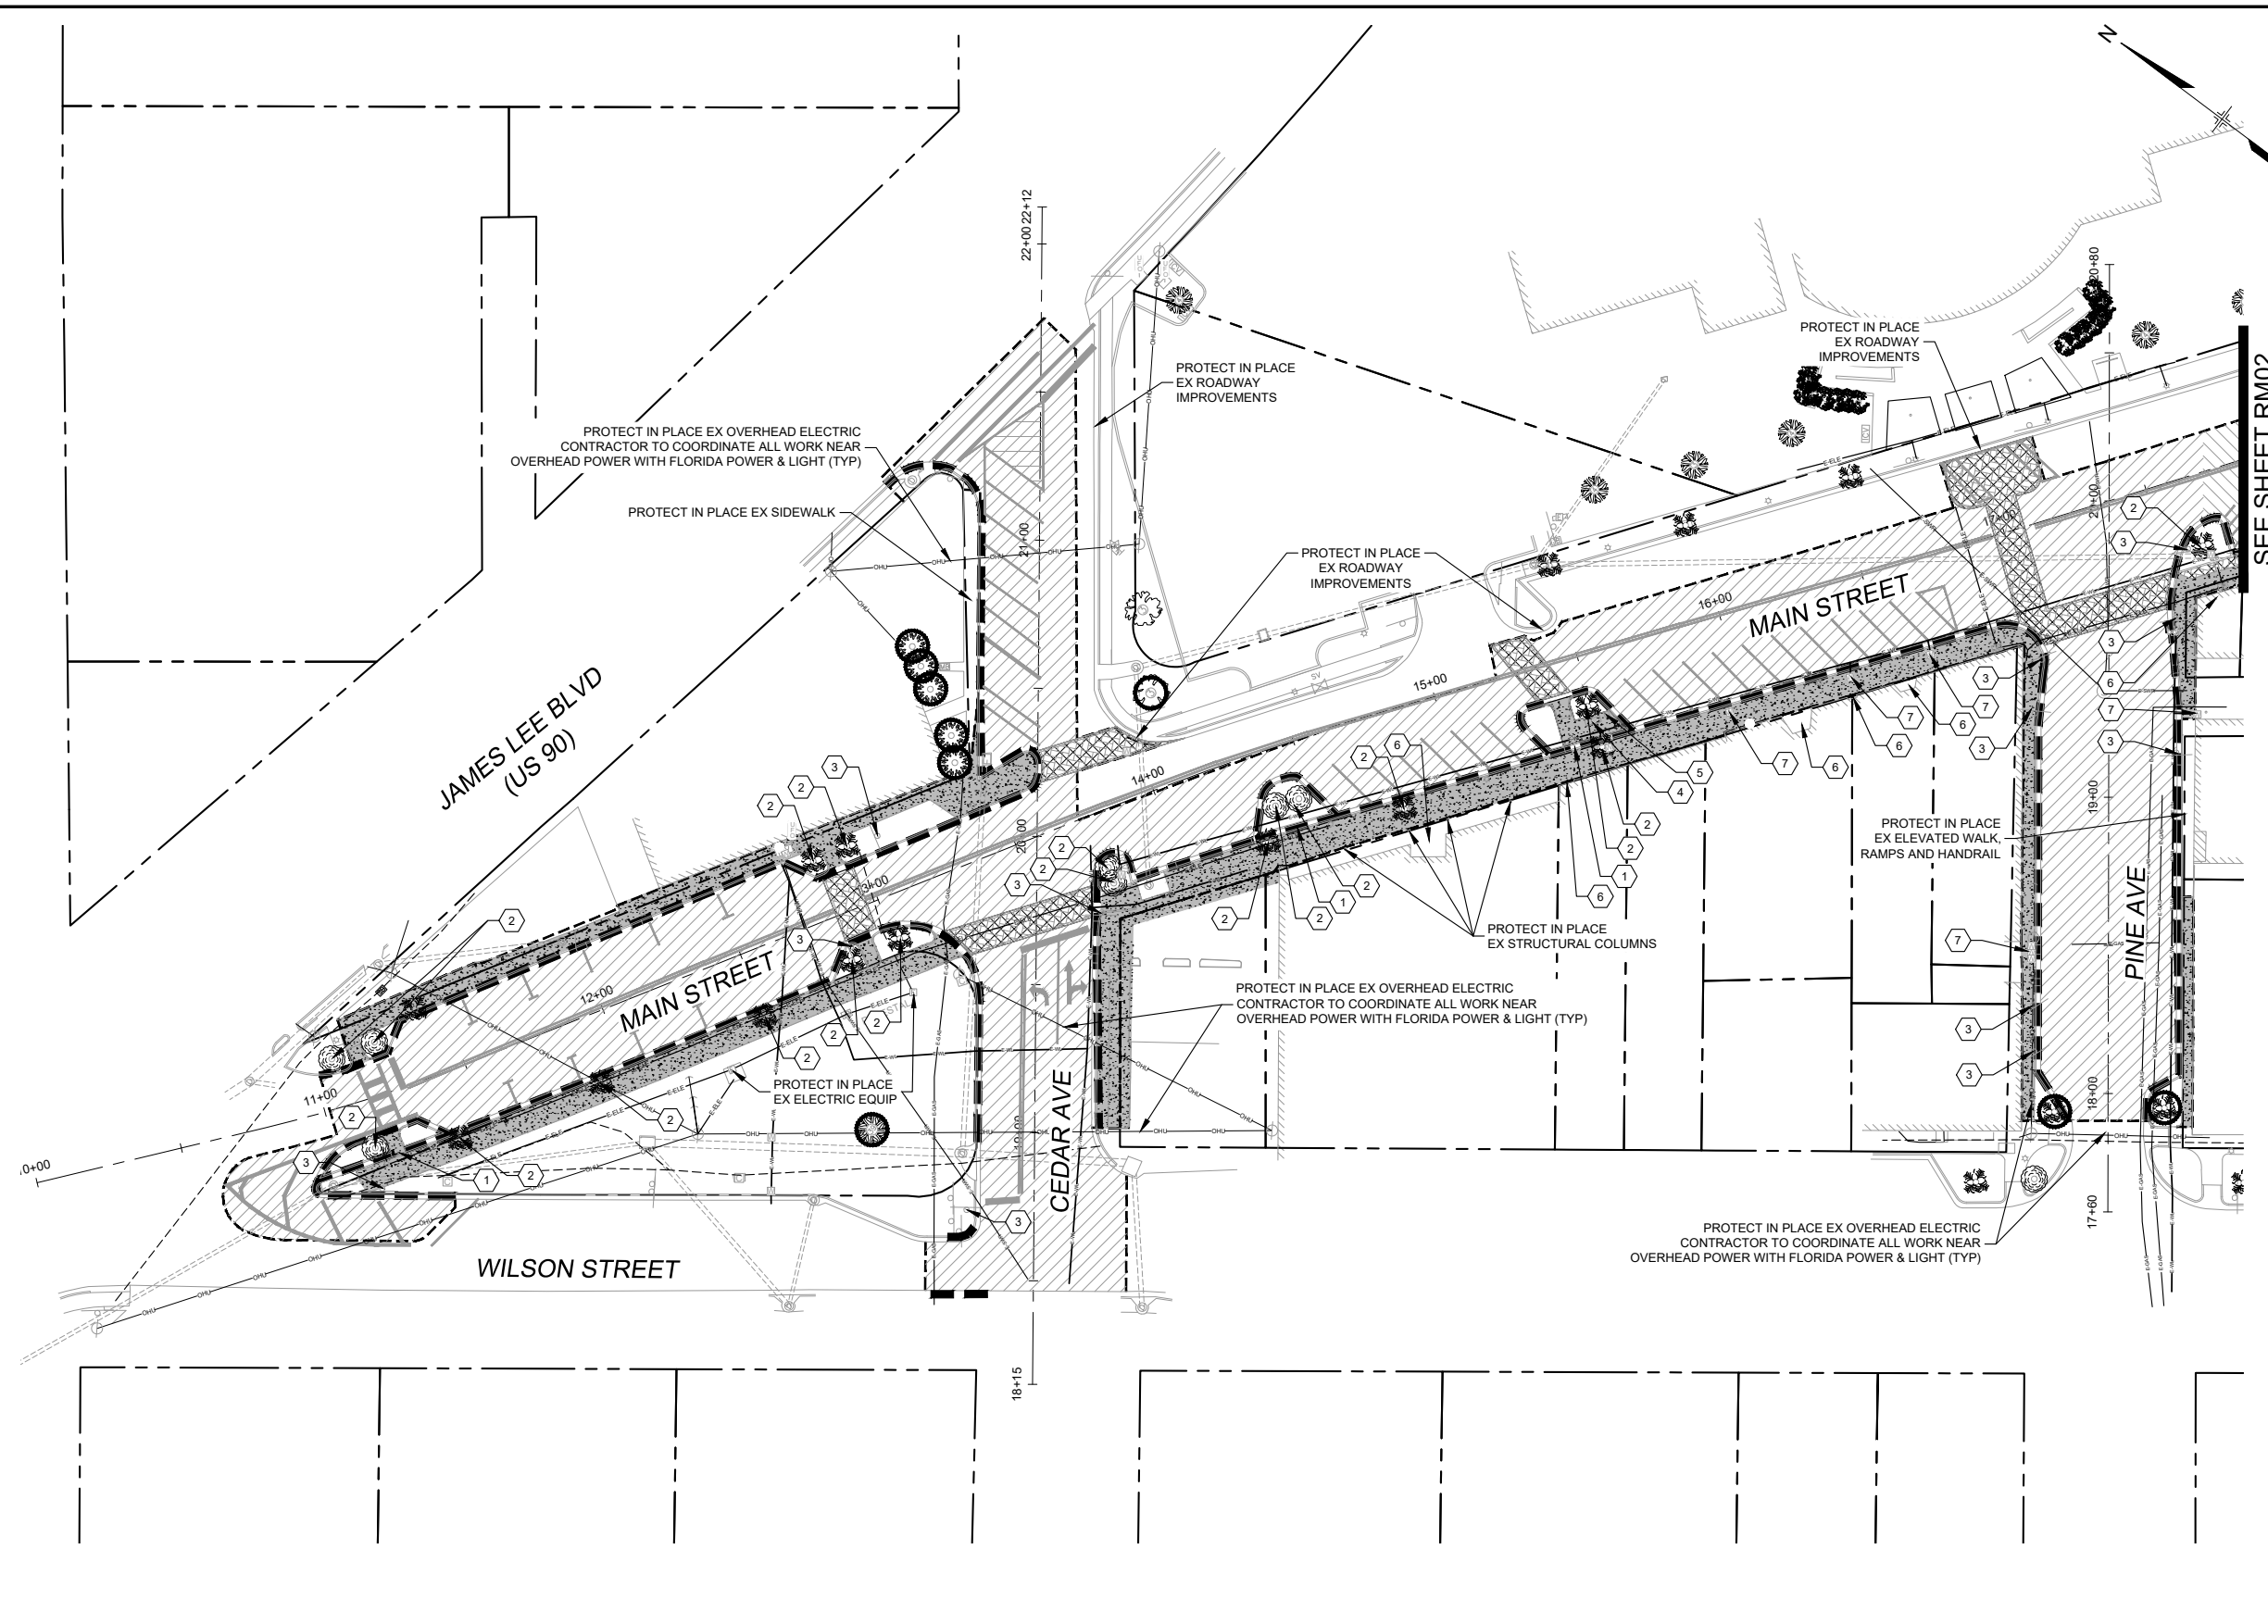 N
22+12
22+00
20+80
PROTECT IN PLACE
EX ROADWAY
IMPROVEMENTS
PROTECT IN PLACE
EX ROADWAY
IMPROVEMENTS
SEE SHEET RM02
PROTECT IN PLACE EX OVERHEAD ELECTRIC
CONTRACTOR TO COORDINATE ALL WORK NEAR
OVERHEAD POWER WITH FLORIDA POWER & LIGHT (TYP)
PROTECT IN PLACE EX SIDEWALK
21+00
20+00
17+00
PROTECT IN PLACE
EX ROADWAY
IMPROVEMENTS
16+00
MAIN STREET
15+00
14+00
13+00
12+00
11+00
JAMES LEE BLVD
(US 90)
MAIN STREET
20+00
19+00
PROTECT IN PLACE
EX ELEVATED WALK,
RAMPS AND HANDRAIL
PINE AVE
PROTECT IN PLACE
EX STRUCTURAL COLUMNS
PROTECT IN PLACE EX OVERHEAD ELECTRIC
CONTRACTOR TO COORDINATE ALL WORK NEAR
OVERHEAD POWER WITH FLORIDA POWER & LIGHT (TYP)
PROTECT IN PLACE
EX ELECTRIC EQUIP
CEDAR AVE
19+00
18+00
17+60
PROTECT IN PLACE EX OVERHEAD ELECTRIC
CONTRACTOR TO COORDINATE ALL WORK NEAR
OVERHEAD POWER WITH FLORIDA POWER & LIGHT (TYP)
WILSON STREET
18+15